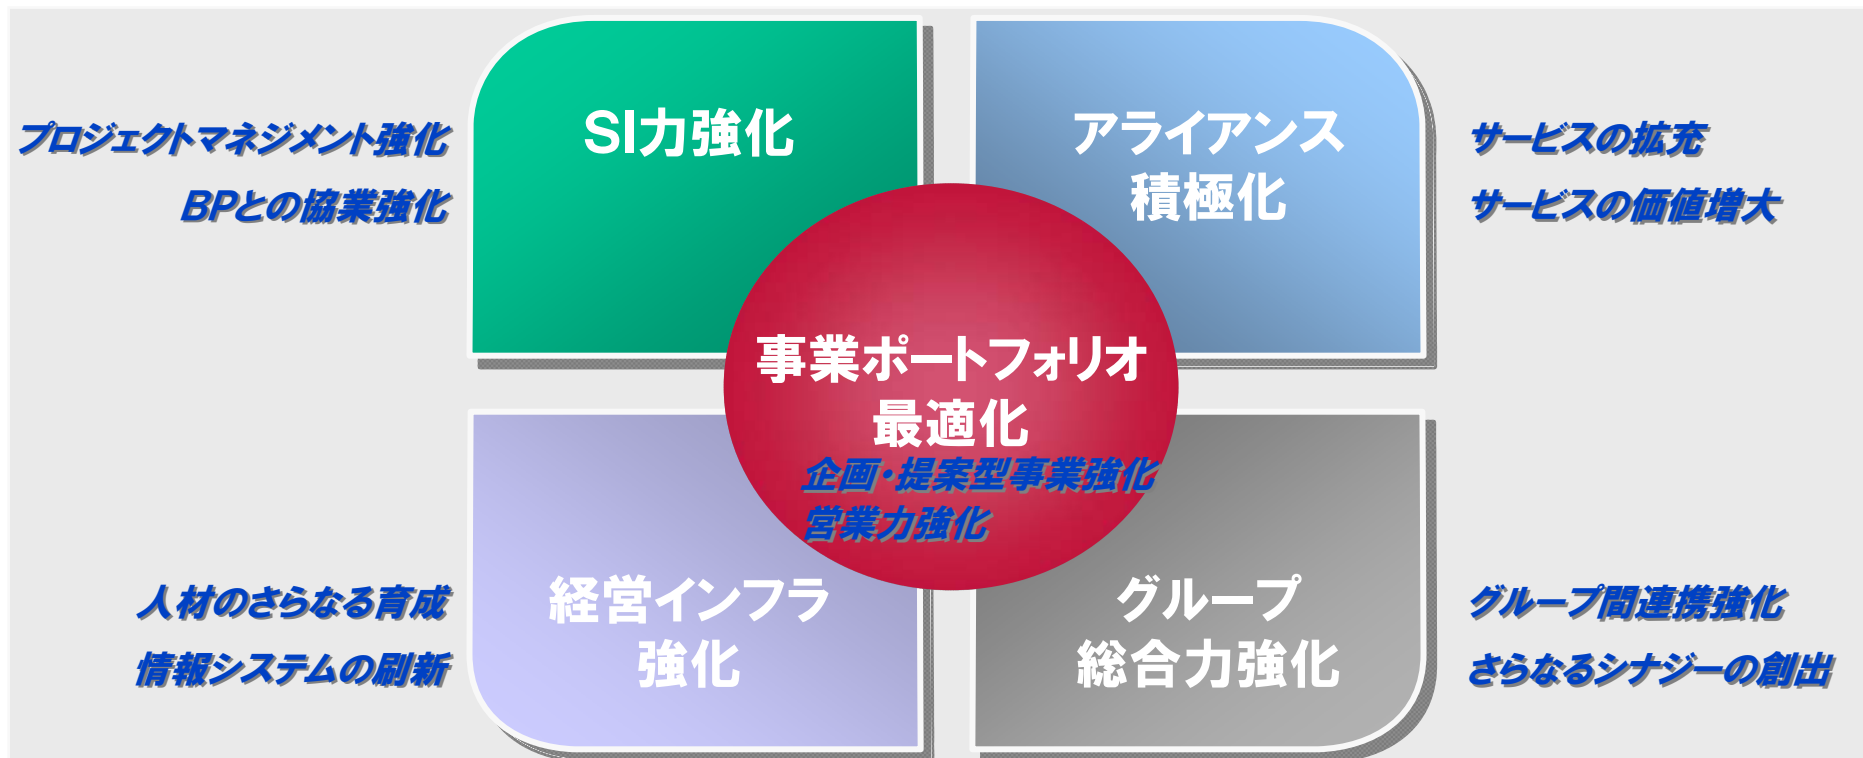 プロジェクトマネジメント強化
BPとの協業強化
SI力強化
アライアンス
積極化
サービスの拡充
サービスの価値増大
事業ポートフォリオ
最適化
企画・提案型事業強化
営業力強化
人材のさらなる育成
情報システムの刷新
経営インフラ
強化
グループ
総合力強化
グループ間連携強化
さらなるシナジーの創出